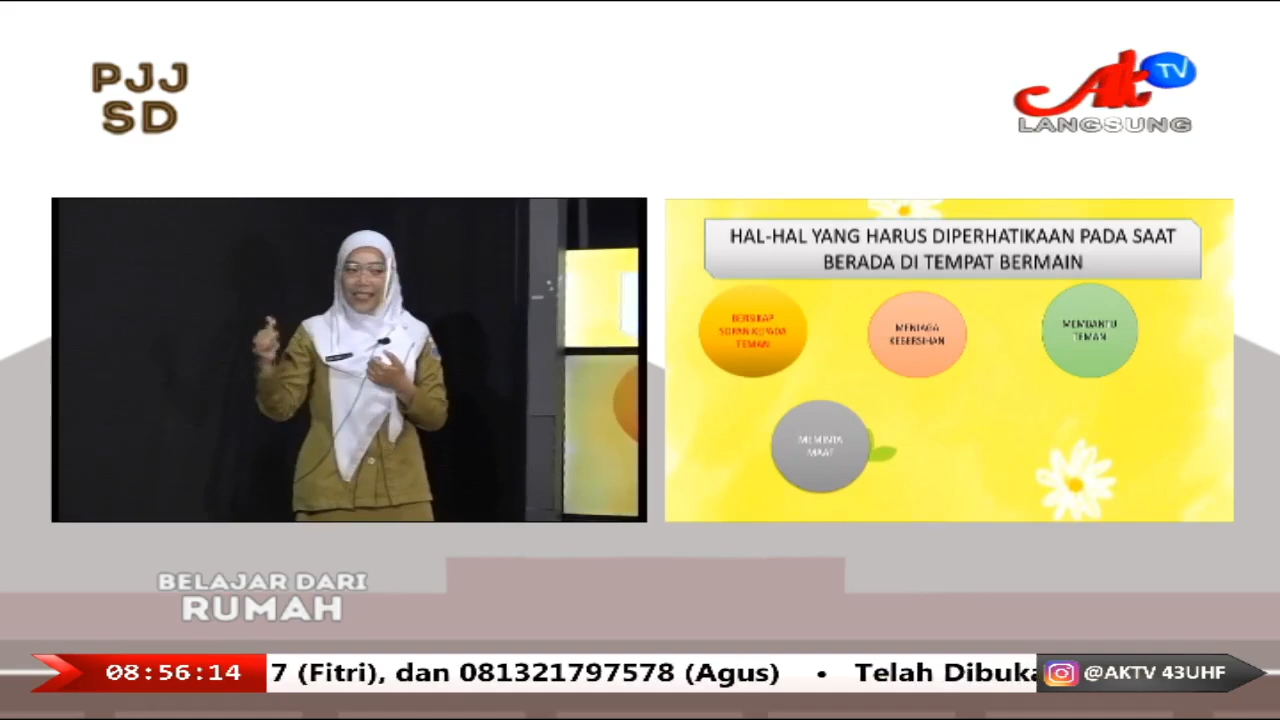 PJJ
SD
Ak TV
LANGSUNG
HAL-HAL YANG HARUS DIPERHATIKAAN PADA SAAT
BERADA DI TEMPAT BERMAIN
BERSIKAP
SOPAN KEPADA
TEMAN
MENJAGA
KEBERSIHAN
MEMBANTU
TEMAN
MEMINTA
MAAF
BELAJAR DARI
RUMAH
08:56:14
7 (Fitri), dan 081321797578 (Agus) • Telah Dibuka
@AKTV 43UHF